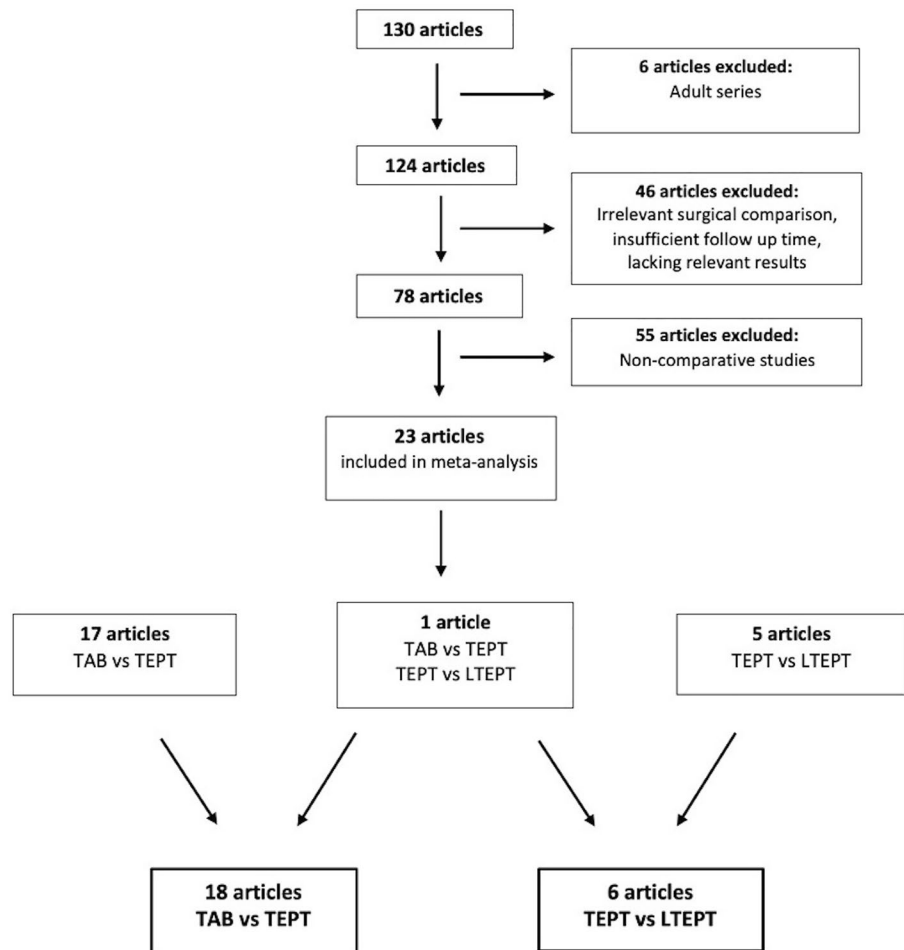 130 articles
6 articles excluded:
Adult series
124 articles
46 articles excluded:
Irrelevant surgical comparison,
insufficient follow up time,
lacking relevant results
78 articles
55 articles excluded:
Non-comparative studies
23 articles
included in meta-analysis
17 articles
TAB vs TEPT
1 article
TAB vs TEPT
TEPT vs LTEPT
5 articles
TEPT vs LTEPT
18 articles
TAB vs TEPT
6 articles
TEPT vs LTEPT